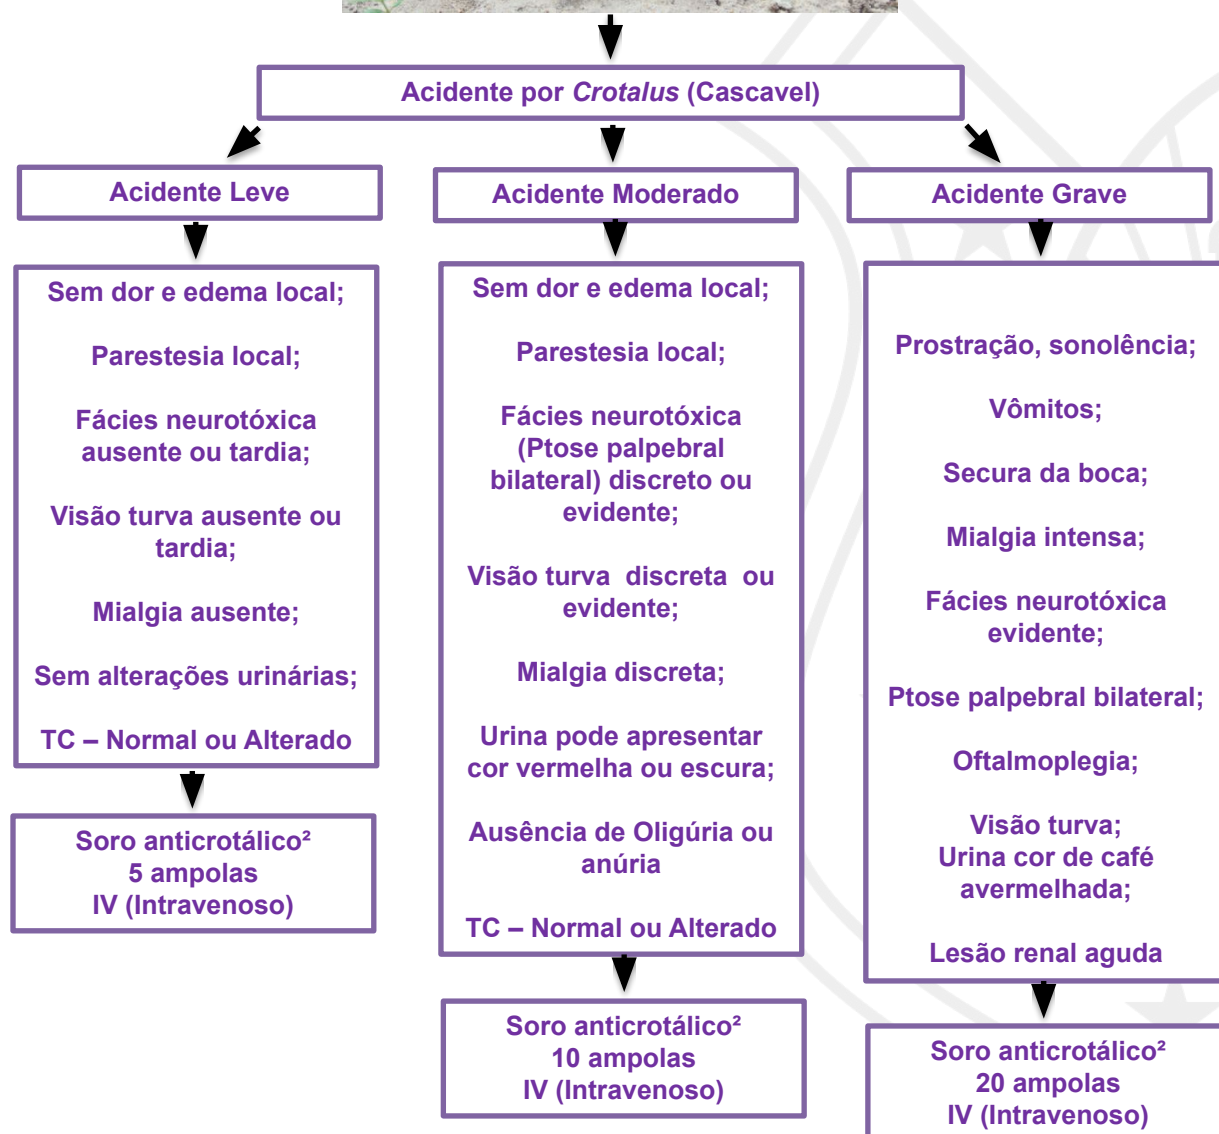 Acidente por Crotalus (Cascavel)
Acidente Leve
Sem dor e edema local;
Parestesia local;
Fácies neurotóxica
ausente ou tardia;
Visão turva ausente ou
tardia;
Mialgia ausente;
Sem alterações urinárias;
TC – Normal ou Alterado
Soro anticrotálico²
5 ampolas
IV (Intravenoso)
Acidente Moderado
Sem dor e edema local;
Parestesia local;
Fácies neurotóxica
(Ptose palpebral
bilateral) discreto ou
evidente;
Visão turva discreta ou
evidente;
Mialgia discreta;
Urina pode apresentar
cor vermelha ou escura;
Ausência de Oligúria ou
anúria
TC – Normal ou Alterado
Soro anticrotálico²
10 ampolas
IV (Intravenoso)
Acidente Grave
Prostração, sonolência;
Vômitos;
Secura da boca;
Mialgia intensa;
Fácies neurotóxica
evidente;
Ptose palpebral bilateral;
Oftalmoplegia;
Visão turva;
Urina cor de café
avermelhada;
Lesão renal aguda
Soro anticrotálico²
20 ampolas
IV (Intravenoso)